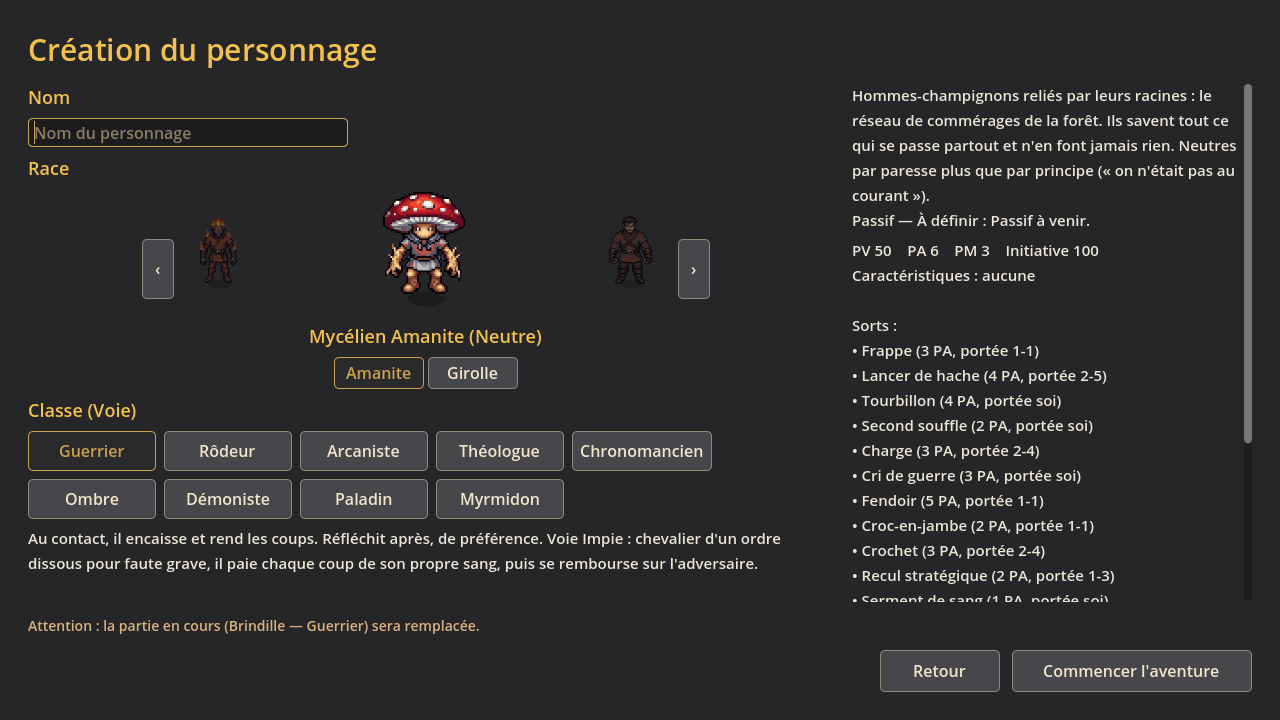 Création du personnage
Nom
Nom du personnage
Race
‹
›
Mycélien Amanite (Neutre)
Amanite
Girolle
Classe (Voie)
Guerrier
Rôdeur
Arcaniste
Théologue
Chronomancien
Ombre
Démoniste
Paladin
Myrmidon
Au contact, il encaisse et rend les coups. Réfléchit après, de préférence. Voie Impie : chevalier d'un ordre
dissous pour faute grave, il paie chaque coup de son propre sang, puis se rembourse sur l'adversaire.
Attention : la partie en cours (Brindille — Guerrier) sera remplacée.
Hommes-champignons reliés par leurs racines : le
réseau de commérages de la forêt. Ils savent tout ce
qui se passe partout et n'en font jamais rien. Neutres
par paresse plus que par principe (« on n'était pas au
courant »).
Passif — À définir : Passif à venir.
PV 50 PA 6 PM 3 Initiative 100
Caractéristiques : aucune
Sorts :
• Frappe (3 PA, portée 1-1)
• Lancer de hache (4 PA, portée 2-5)
• Tourbillon (4 PA, portée soi)
• Second souffle (2 PA, portée soi)
• Charge (3 PA, portée 2-4)
• Cri de guerre (3 PA, portée soi)
• Fendoir (5 PA, portée 1-1)
• Croc-en-jambe (2 PA, portée 1-1)
• Crochet (3 PA, portée 2-4)
• Recul stratégique (2 PA, portée 1-3)
• Serment de sang (1 PA, portée soi)
Retour
Commencer l'aventure